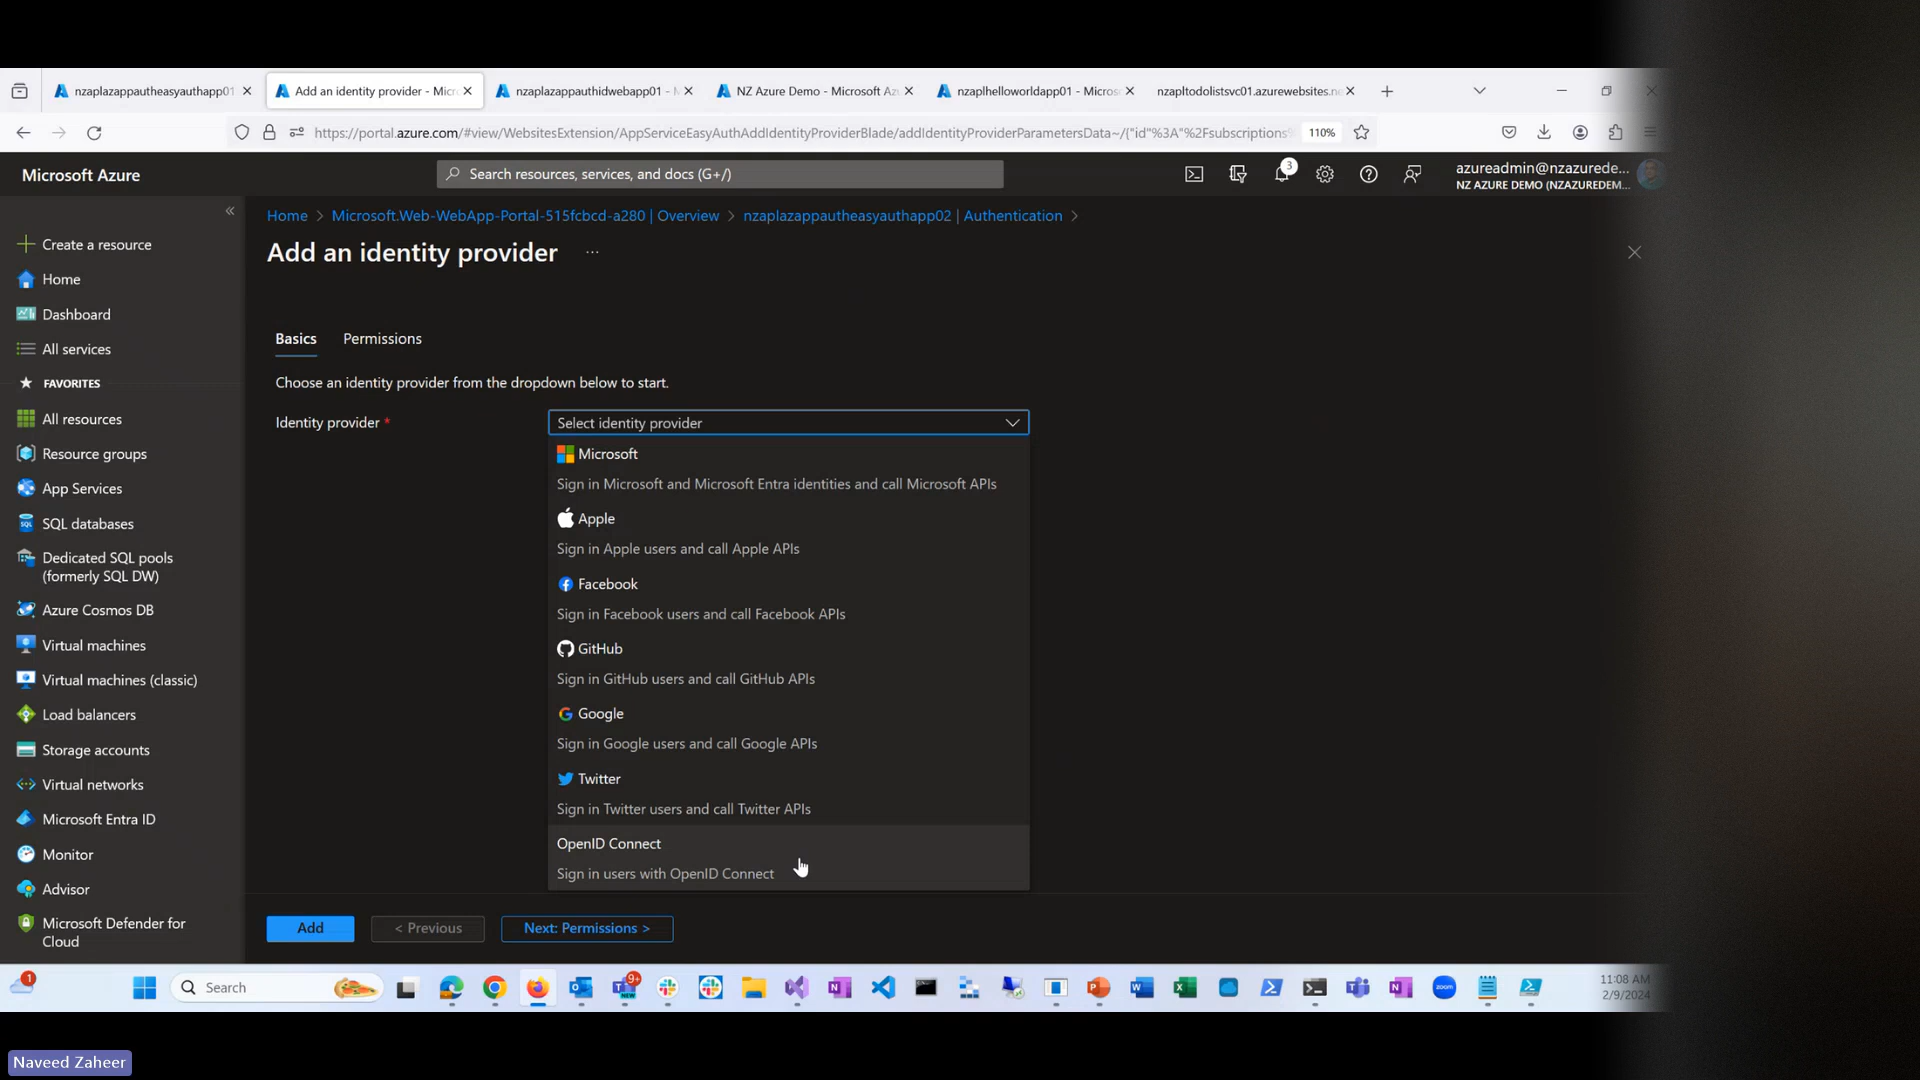 nzaplazappautheasyauthapp01
Add an identity provider - Micro
nzaplazappauthidwebapp01 - M
NZ Azure Demo - Microsoft Az
nzaplhelloworldapp01 - Micros
nzapltodolistsvc01.azurewebsites.ne
https://portal.azure.com/#view/WebsitesExtension/AppServiceEasyAuthAddIdentityProviderBlade/addIdentityProviderParametersData~/{"id"%3A"%2Fsubscriptions%
110%
Microsoft Azure
Search resources, services, and docs (G+/)
3
azureadmin@nzazurede...
NZ AZURE DEMO (NZAZUREDEM...
Home > Microsoft.Web-WebApp-Portal-515fcbcd-a280 | Overview > nzaplazappautheasyauthapp02 | Authentication >
Add an identity provider ...
Create a resource
Home
Dashboard
All services
FAVORITES
All resources
Resource groups
App Services
SQL databases
Dedicated SQL pools
(formerly SQL DW)
Azure Cosmos DB
Virtual machines
Virtual machines (classic)
Load balancers
Storage accounts
Virtual networks
Microsoft Entra ID
Monitor
Advisor
Microsoft Defender for
Cloud
Basics
Permissions
Choose an identity provider from the dropdown below to start.
Identity provider *
Select identity provider
Microsoft
Sign in Microsoft and Microsoft Entra identities and call Microsoft APIs
Apple
Sign in Apple users and call Apple APIs
Facebook
Sign in Facebook users and call Facebook APIs
GitHub
Sign in GitHub users and call GitHub APIs
Google
Sign in Google users and call Google APIs
Twitter
Sign in Twitter users and call Twitter APIs
OpenID Connect
Sign in users with OpenID Connect
Add
< Previous
Next: Permissions >
1
Search
9+
NEW
zoom
11:08 AM
2/9/2024
Naveed Zaheer